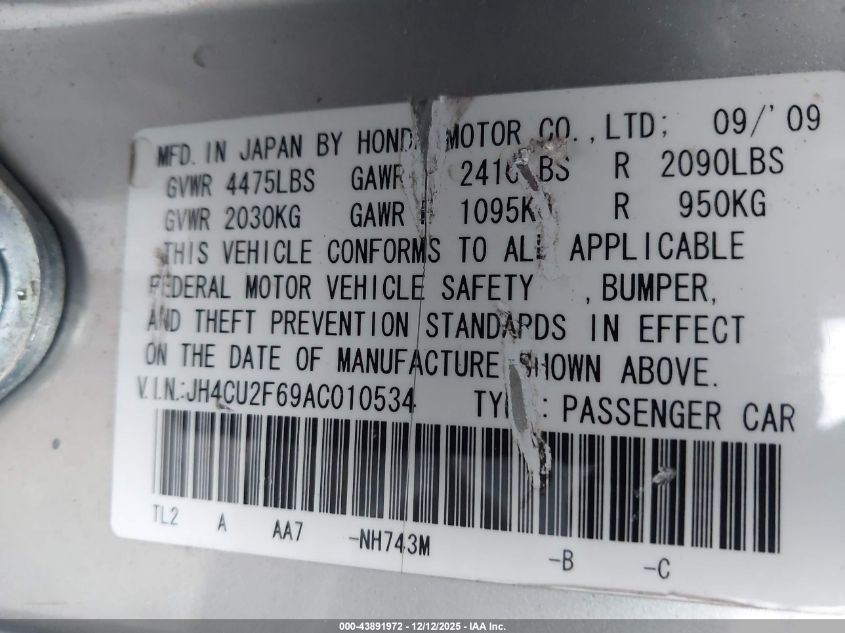 MFD. IN JAPAN BY HONDA MOTOR CO., LTD; 09/'09
GVWR 4475LBS GAWR 2410LBS R 2090LBS
GVWR 2030KG GAWR F 1095KG R 950KG
THIS VEHICLE CONFORMS TO ALL APPLICABLE
FEDERAL MOTOR VEHICLE SAFETY , BUMPER,
AND THEFT PREVENTION STANDARDS IN EFFECT
ON THE DATE OF MANUFACTURE SHOWN ABOVE.
V.I.N.:JH4CU2F69AC010534 TYPE: PASSENGER CAR
TL2 A AA7 -NH743M -B -C
000-43891972 - 12/12/2025 - IAA Inc.